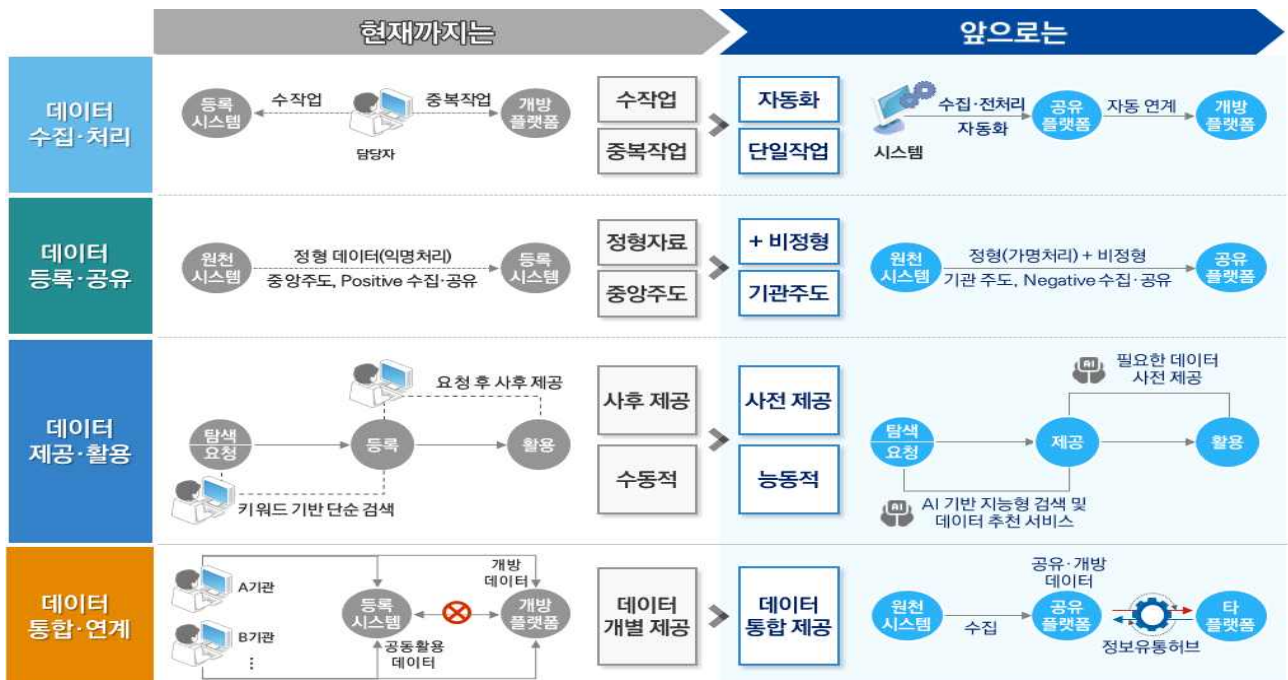 현재까지는
앞으로는
데이터
수집·처리
등록
시스템
수작업
담당자
중복작업
개방
플랫폼
수작업
중복작업
자동화
단일작업
시스템
수집·전처리
자동화
공유
플랫폼
자동 연계
개방
플랫폼
데이터
등록·공유
원천
시스템
정형 데이터(익명처리)
중앙주도, Positive 수집·공유
등록
시스템
정형자료
중앙주도
+ 비정형
기관주도
원천
시스템
정형(가명처리) + 비정형
기관 주도, Negative 수집·공유
공유
플랫폼
데이터
제공·활용
요청 후 사후 제공
탐색
요청
등록
활용
키워드 기반 단순 검색
사후 제공
수동적
사전 제공
능동적
AI
필요한 데이터
사전 제공
탐색
요청
제공
활용
AI
AI 기반 지능형 검색 및
데이터 추천 서비스
데이터
통합·연계
A기관
B기관
⋮
등록
시스템
개방
데이터
개방
플랫폼
공동활용
데이터
데이터
개별 제공
데이터
통합 제공
원천
시스템
수집
공유·개방
데이터
공유
플랫폼
정보유통허브
타
플랫폼